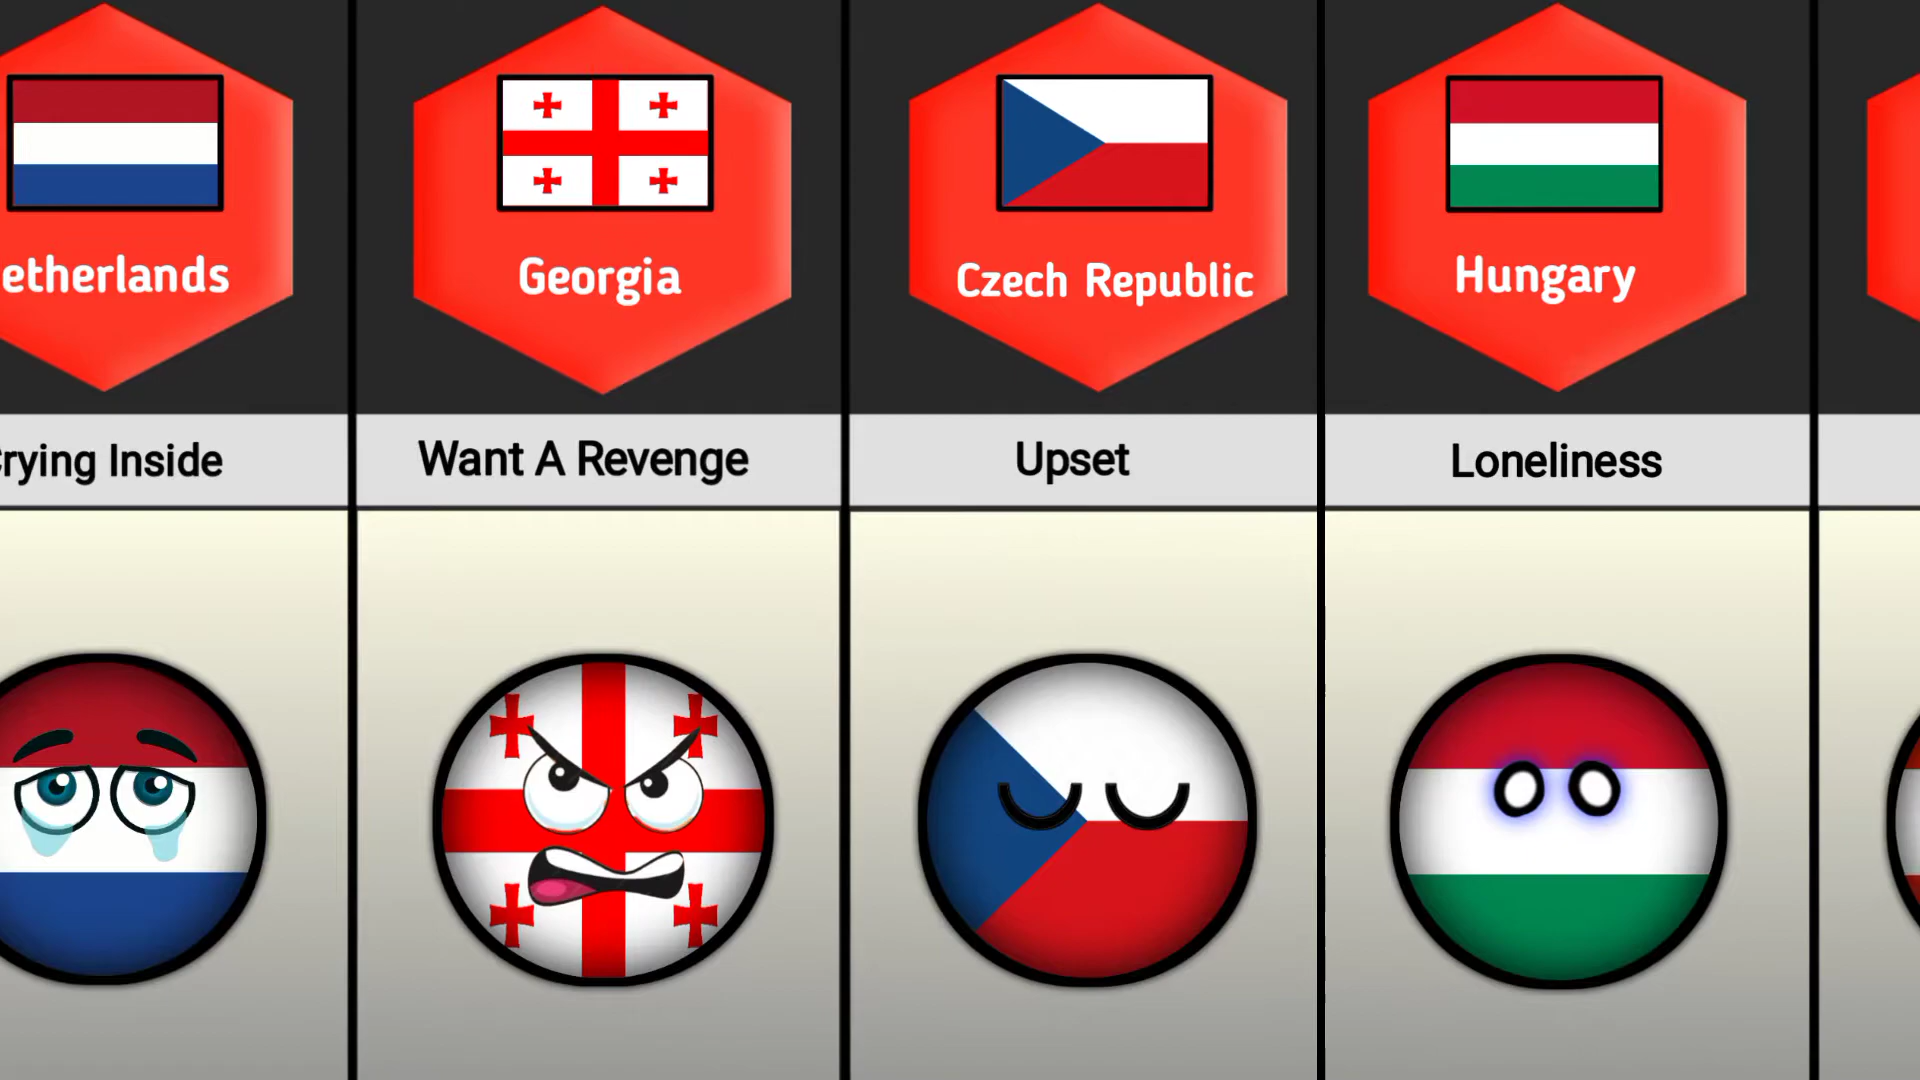 etherlands
Georgia
Czech Republic
Hungary
rying Inside
Want A Revenge
Upset
Loneliness